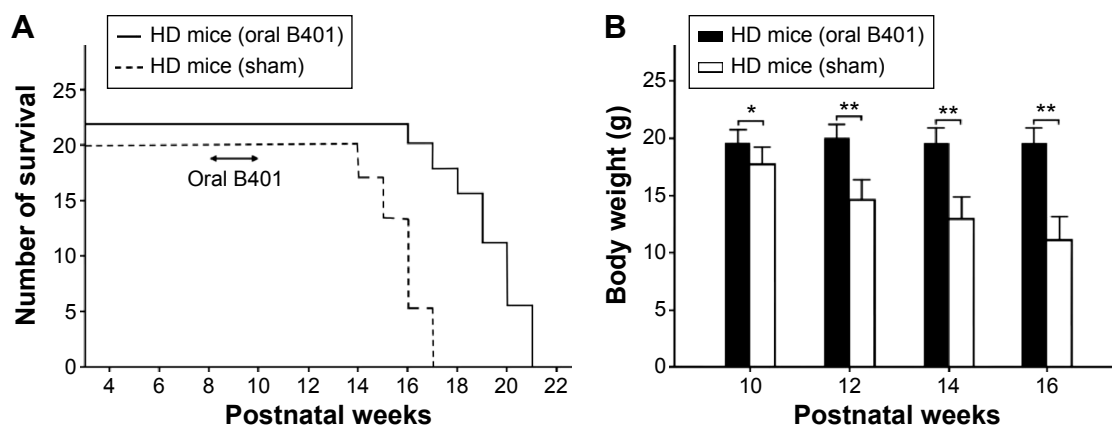 A
HD mice (oral B401)
HD mice (sham)
Number of survival
25
20
15
10
5
0
Oral B401
4 6 8 10 12 14 16 18 20 22
Postnatal weeks
B
HD mice (oral B401)
HD mice (sham)
Body weight (g)
25
20
15
10
5
0
* ** ** **
10 12 14 16
Postnatal weeks